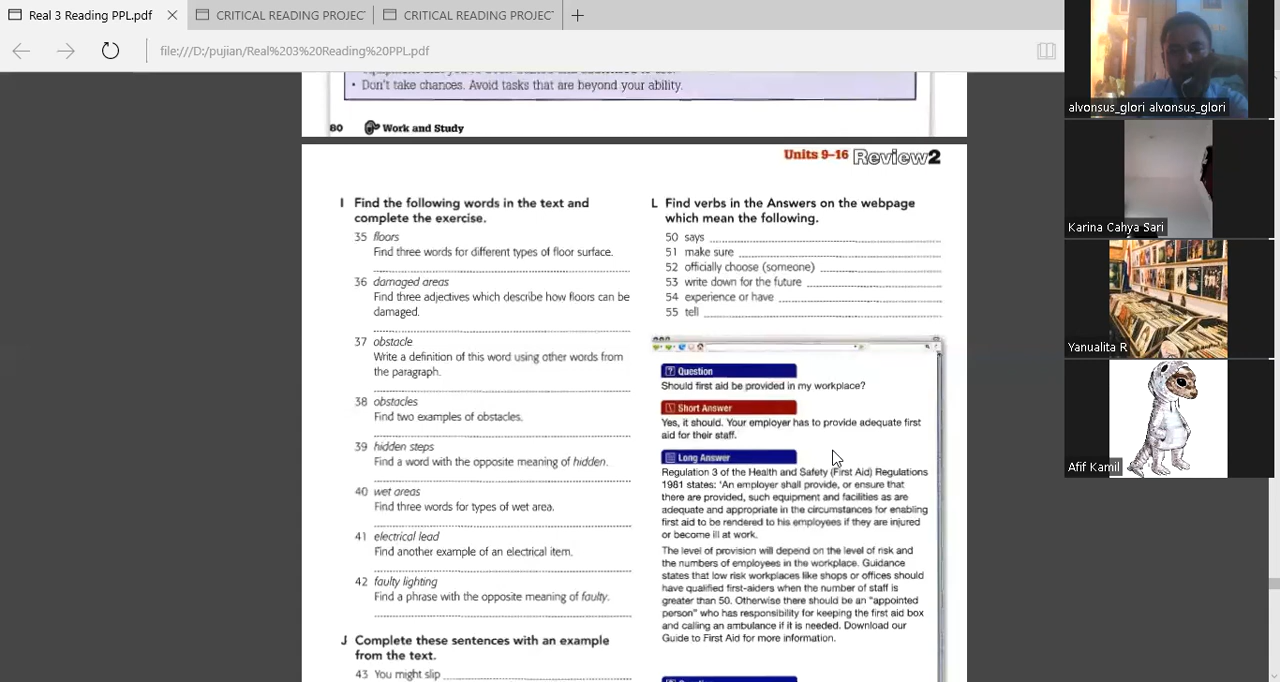 Real 3 Reading PPL.pdf
CRITICAL READING PROJEC
CRITICAL READING PROJEC
file:///D:/pujian/Real%203%20Reading%20PPL.pdf
• Don't take chances. Avoid tasks that are beyond your ability.
80 Work and Study
Units 9–16 Review2
I Find the following words in the text and
complete the exercise.
35 floors
Find three words for different types of floor surface.
36 damaged areas
Find three adjectives which describe how floors can be
damaged.
37 obstacle
Write a definition of this word using other words from
the paragraph.
38 obstacles
Find two examples of obstacles.
39 hidden steps
Find a word with the opposite meaning of hidden.
40 wet areas
Find three words for types of wet area.
41 electrical lead
Find another example of an electrical item.
42 faulty lighting
Find a phrase with the opposite meaning of faulty.
J Complete these sentences with an example
from the text.
43 You might slip
L Find verbs in the Answers on the webpage
which mean the following.
50 says
51 make sure
52 officially choose (someone)
53 write down for the future
54 experience or have
55 tell
Question
Should first aid be provided in my workplace?
Short Answer
Yes, it should. Your employer has to provide adequate first
aid for their staff.
Long Answer
Regulation 3 of the Health and Safety (First Aid) Regulations
1981 states: 'An employer shall provide, or ensure that
there are provided, such equipment and facilities as are
adequate and appropriate in the circumstances for enabling
first aid to be rendered to his employees if they are injured
or become ill at work.
The level of provision will depend on the level of risk and
the numbers of employees in the workplace. Guidance
states that low risk workplaces like shops or offices should
have qualified first-aiders when the number of staff is
greater than 50. Otherwise there should be an "appointed
person" who has responsibility for keeping the first aid box
and calling an ambulance if it is needed. Download our
Guide to First Aid for more information.
alvonsus_glori alvonsus_glori
Karina Cahya Sari
Yanualita R
Afif Kamil